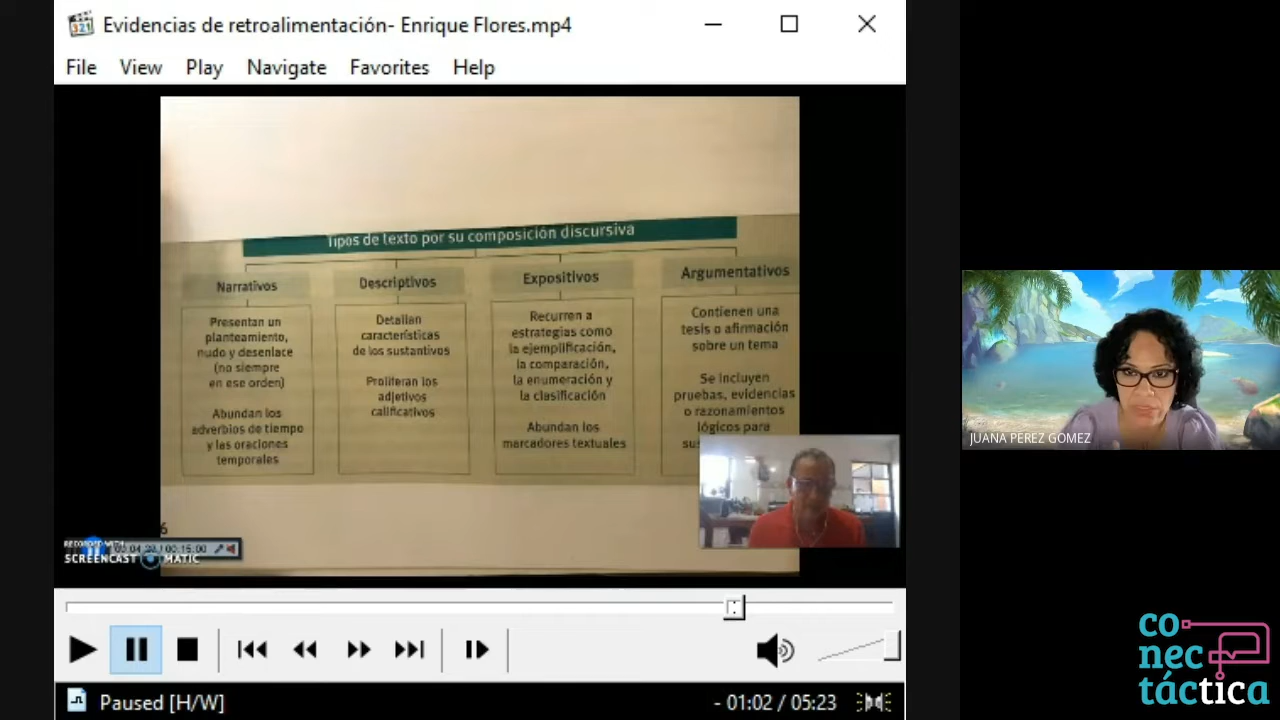 Evidencias de retroalimentación- Enrique Flores.mp4
File View Play Navigate Favorites Help
Tipos de texto por su composición discursiva
Narrativos
Presentan un
planteamiento,
nudo y desenlace
(no siempre
en ese orden)
Abundan los
adverbios de tiempo
y las oraciones
temporales
Descriptivos
Detallan
características
de los sustantivos
Proliferan los
adjetivos
calificativos
Expositivos
Recurren a
estrategias como
la ejemplificación,
la comparación,
la enumeración y
la clasificación
Abundan los
marcadores textuales
Argumentativos
Contienen una
tesis o afirmación
sobre un tema
Se incluyen
pruebas, evidencias
o razonamientos
lógicos para
6
RECORDED WITH
SCREENCAST MATIC
Paused [H/W]
- 01:02 / 05:23
JUANA PEREZ GOMEZ
co
nec
táctica